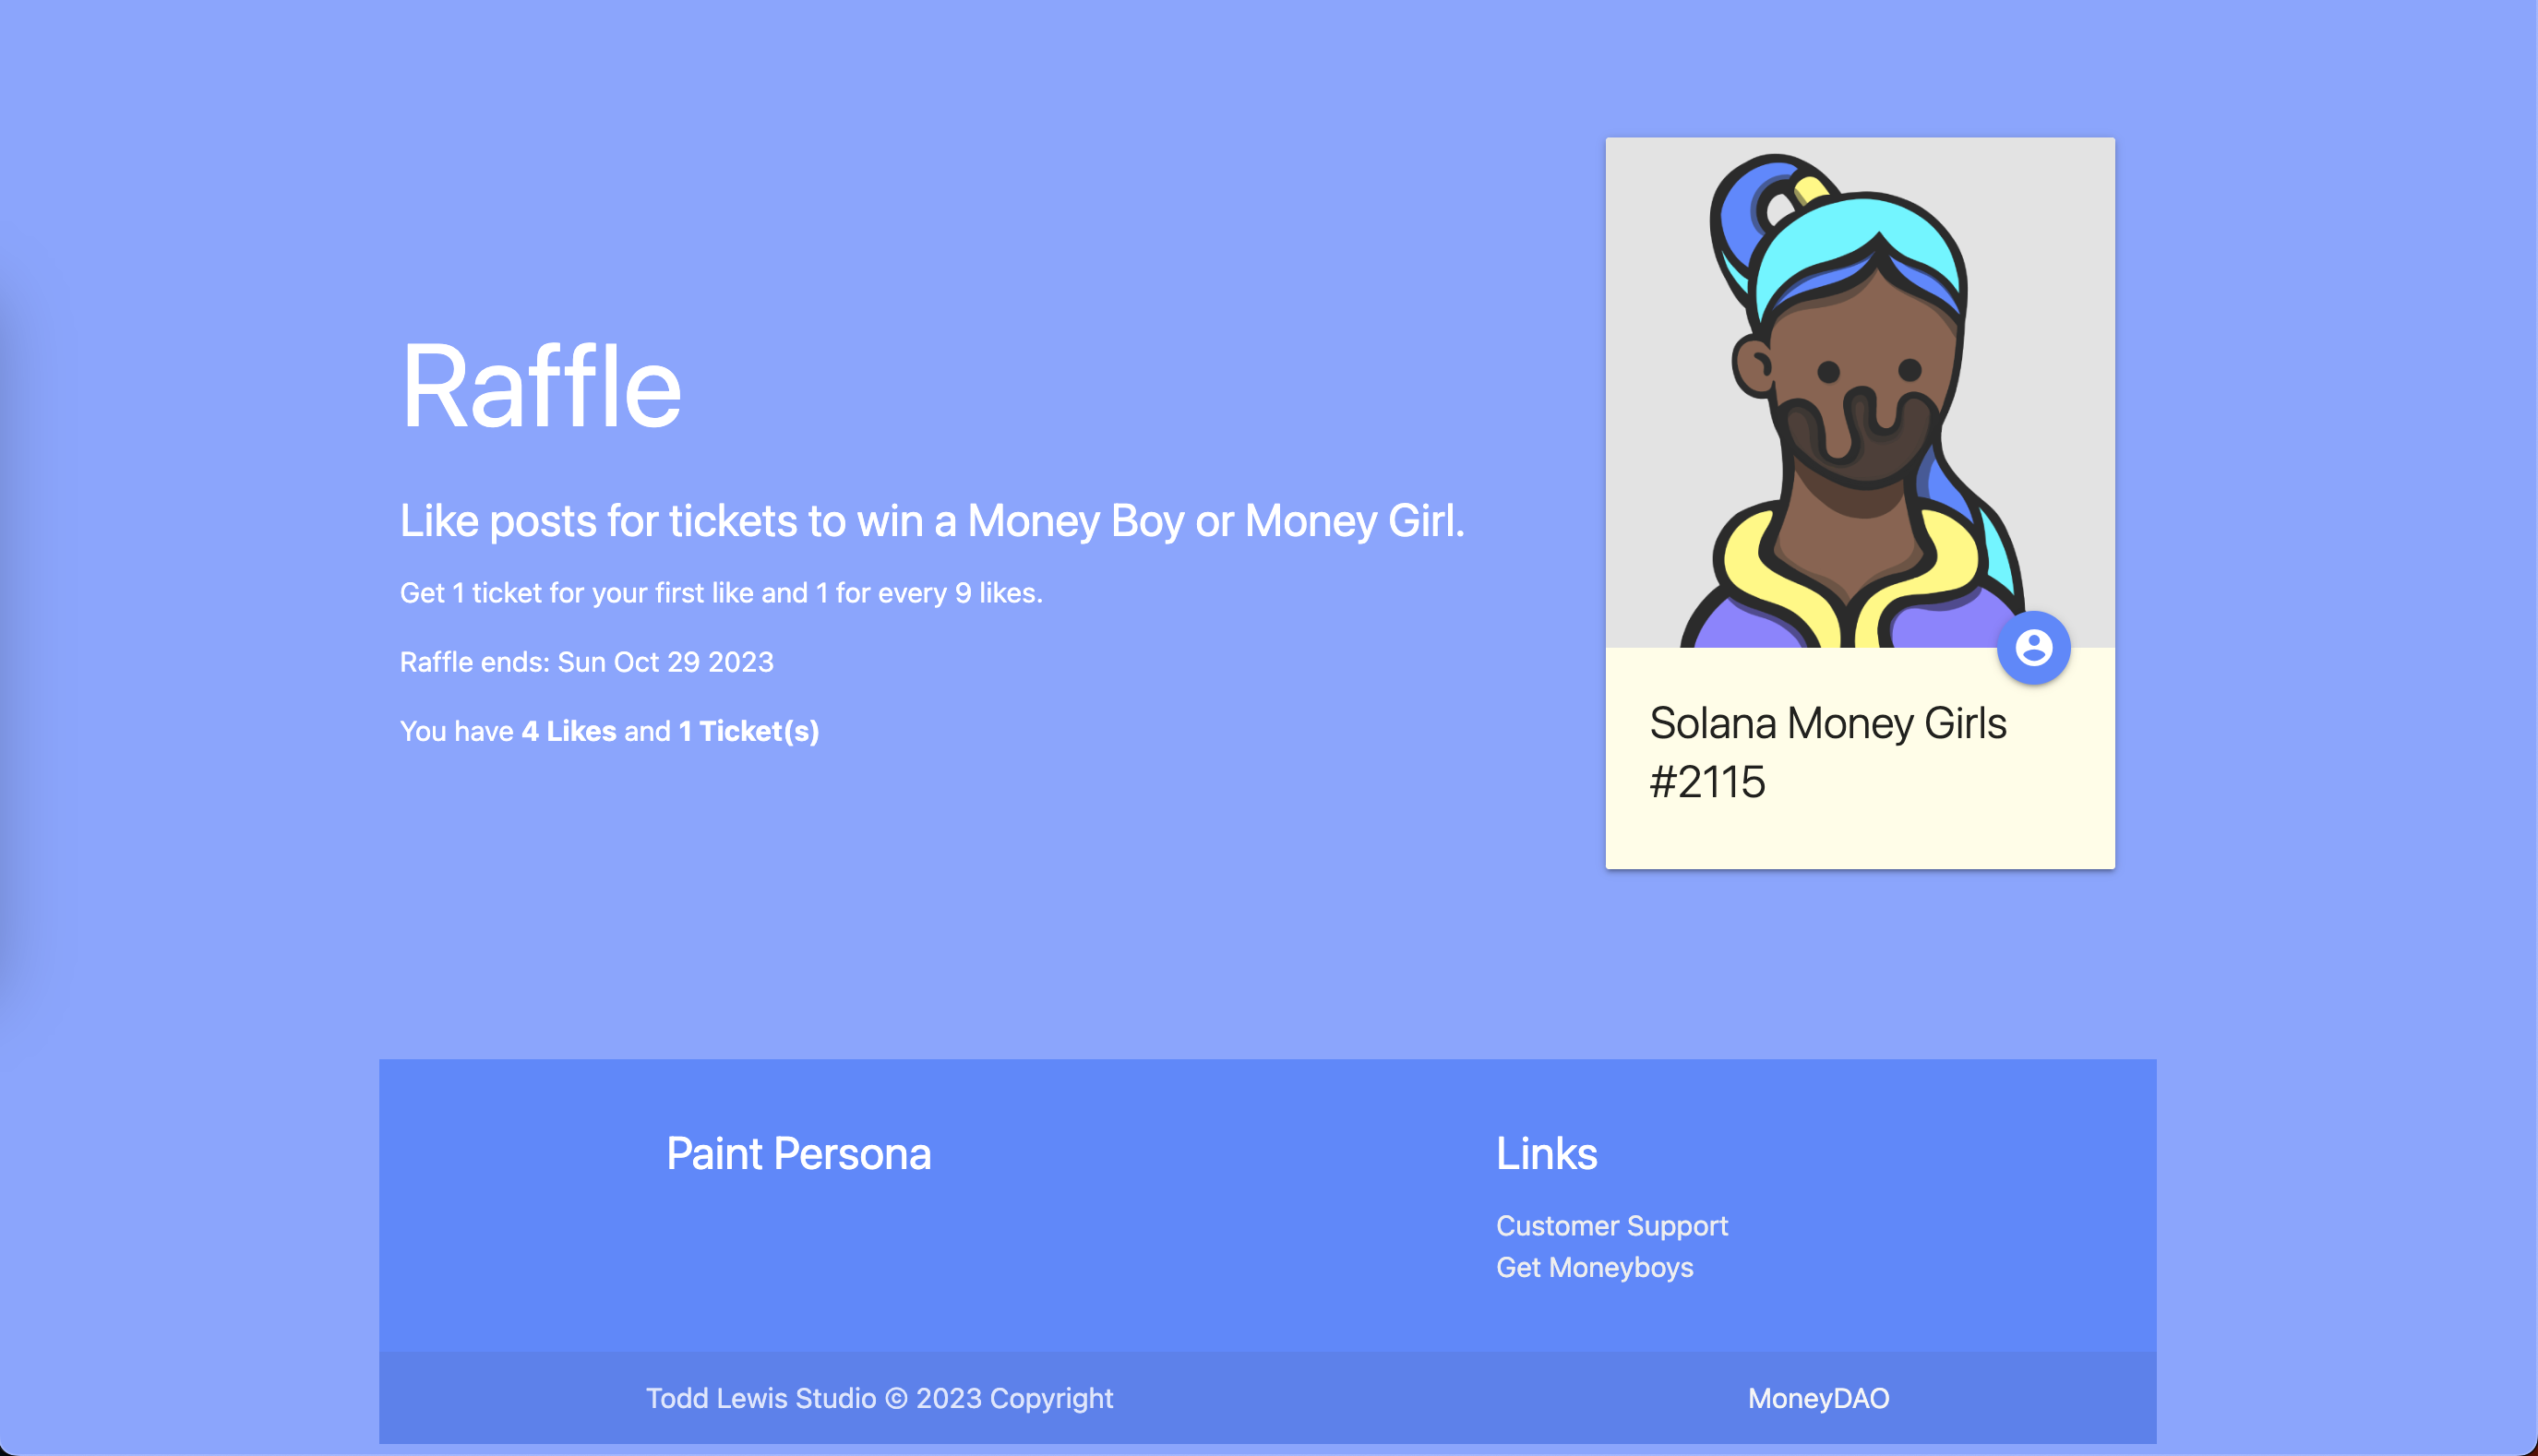 Raffle
Like posts for tickets to win a Money Boy or Money Girl.
Get 1 ticket for your first like and 1 for every 9 likes.
Raffle ends: Sun Oct 29 2023
You have 4 Likes and 1 Ticket(s)
Solana Money Girls
#2115
Paint Persona
Links
Customer Support
Get Moneyboys
Todd Lewis Studio © 2023 Copyright
MoneyDAO